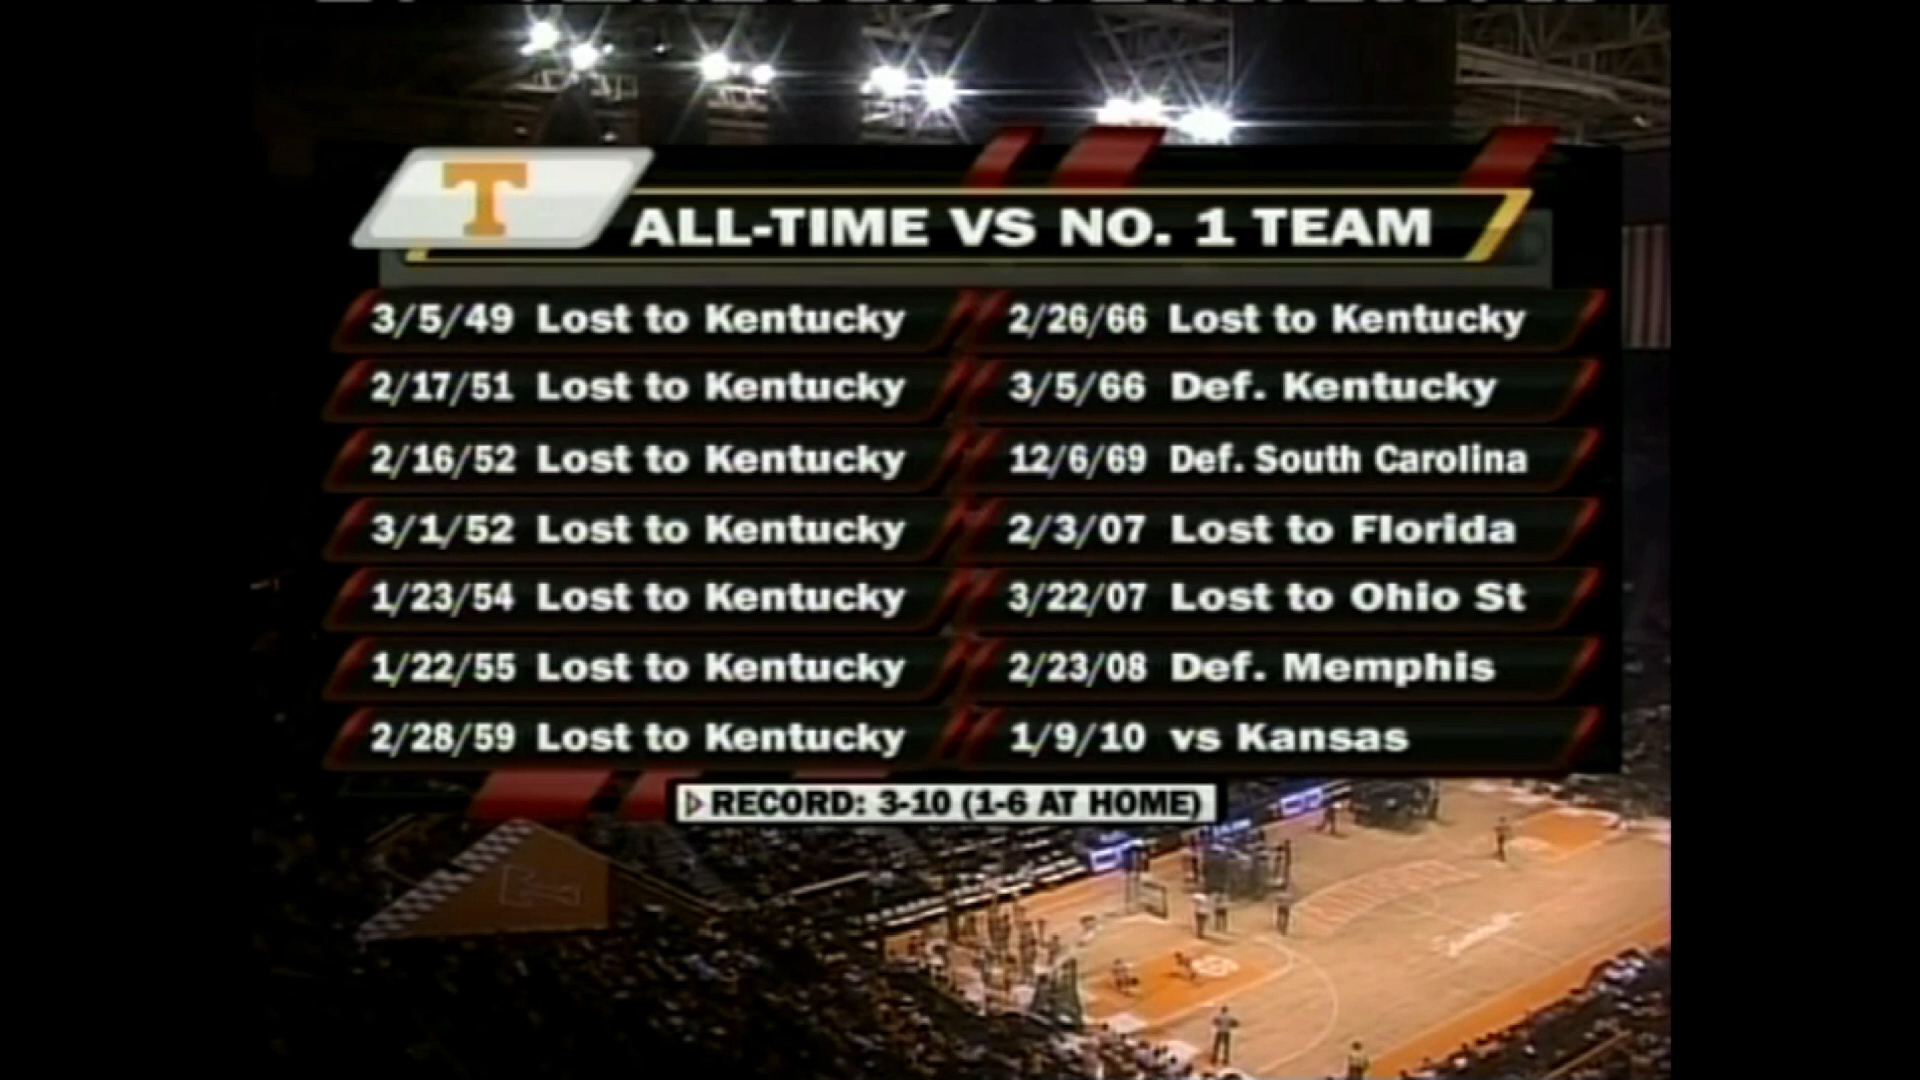 T
ALL-TIME VS NO. 1 TEAM
3/5/49 Lost to Kentucky
2/17/51 Lost to Kentucky
2/16/52 Lost to Kentucky
3/1/52 Lost to Kentucky
1/23/54 Lost to Kentucky
1/22/55 Lost to Kentucky
2/28/59 Lost to Kentucky
2/26/66 Lost to Kentucky
3/5/66 Def. Kentucky
12/6/69 Def. South Carolina
2/3/07 Lost to Florida
3/22/07 Lost to Ohio St
2/23/08 Def. Memphis
1/9/10 vs Kansas
RECORD: 3-10 (1-6 AT HOME)